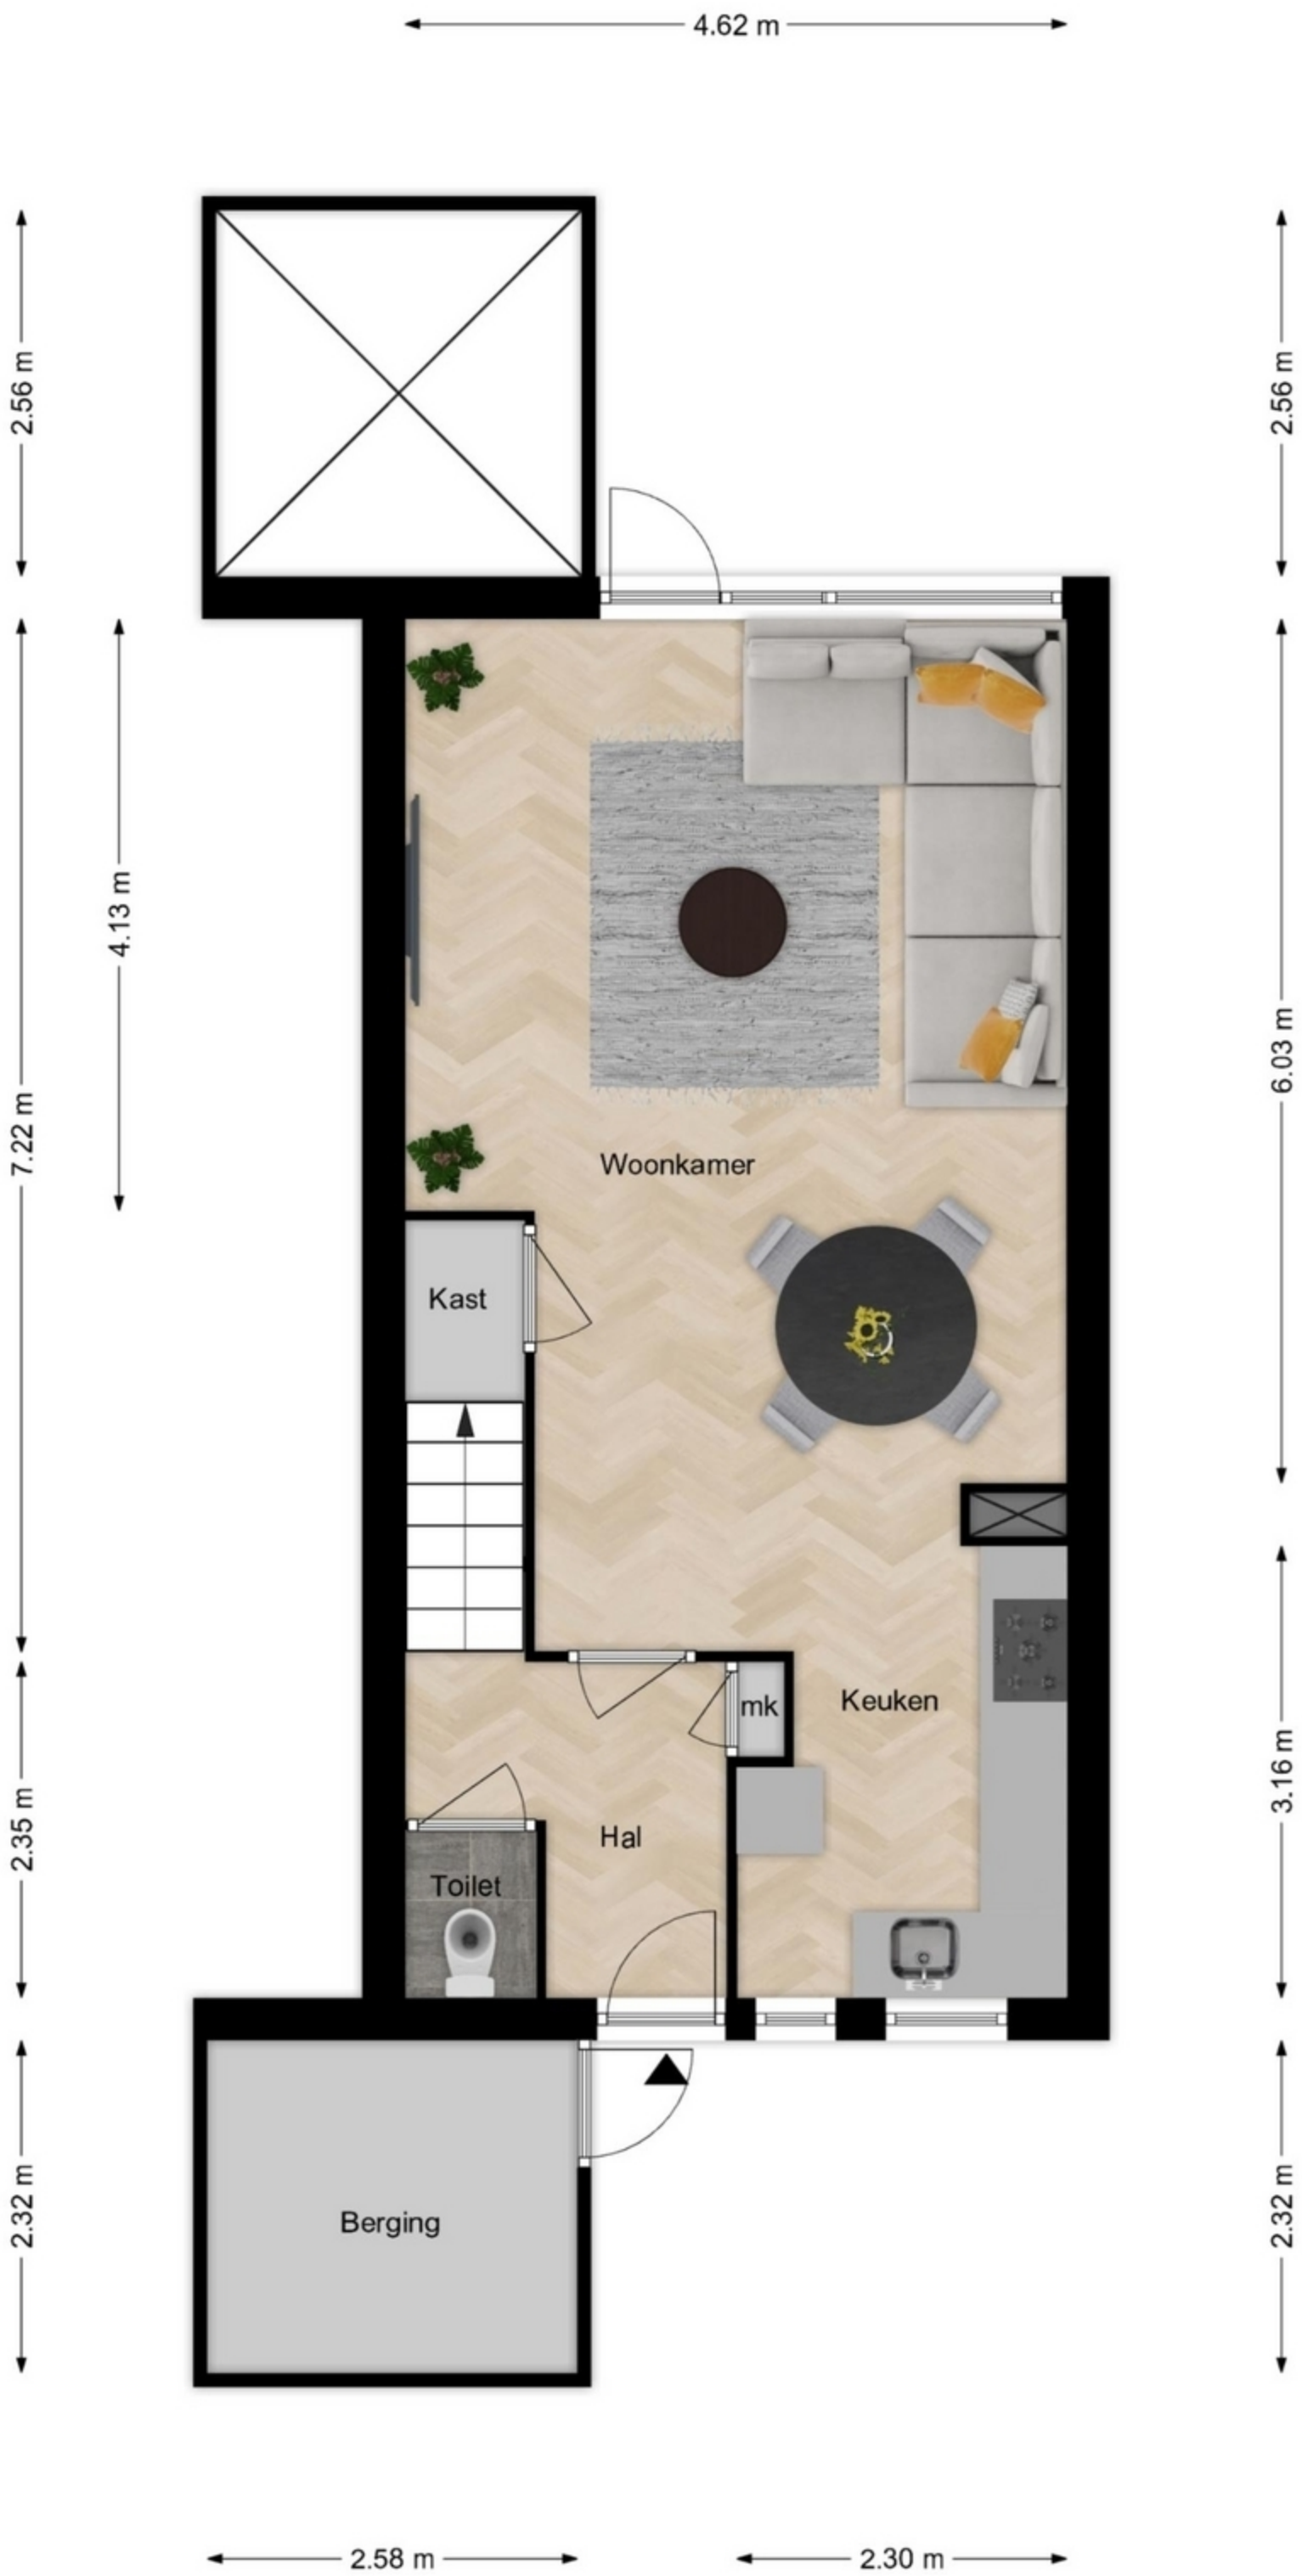 4.62 m
2.56 m
2.56 m
7.22 m
4.13 m
6.03 m
Woonkamer
Kast
mk
Keuken
Hal
Toilet
2.35 m
3.16 m
Berging
2.32 m
2.32 m
2.58 m
2.30 m